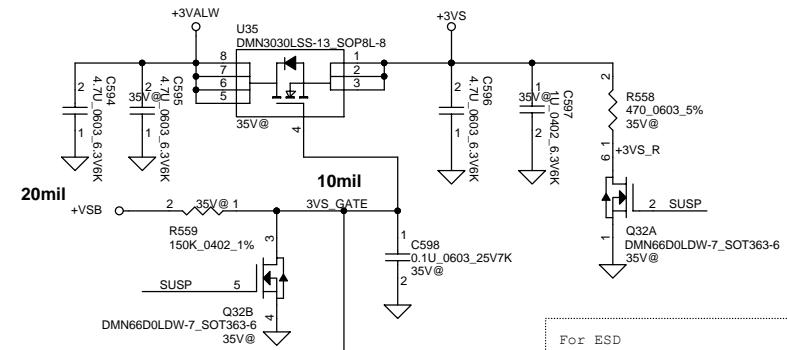 +3VALW
U35
DMN3030LSS-13_SOP8L-8
+3VS
8
7
6
5
1
2
3
4
35V@
2
C594
4.7U_0603_6.3V6K
1
2
35V@
C595
4.7U_0603_6.3V6K
1
2
C596
4.7U_0603_6.3V6K
1
1
35V@
C597
1U_0402_6.3V6K
2
2
R558
470_0603_5%
35V@
1
+3VS_R
6
2
SUSP
1
Q32A
DMN66D0LDW-7_SOT363-6
35V@
20mil
10mil
+VSB
2
35V@
1
3VS_GATE
R559
150K_0402_1%
3
SUSP
5
4
Q32B
DMN66D0LDW-7_SOT363-6
35V@
1
C598
0.1U_0603_25V7K
35V@
2
For ESD